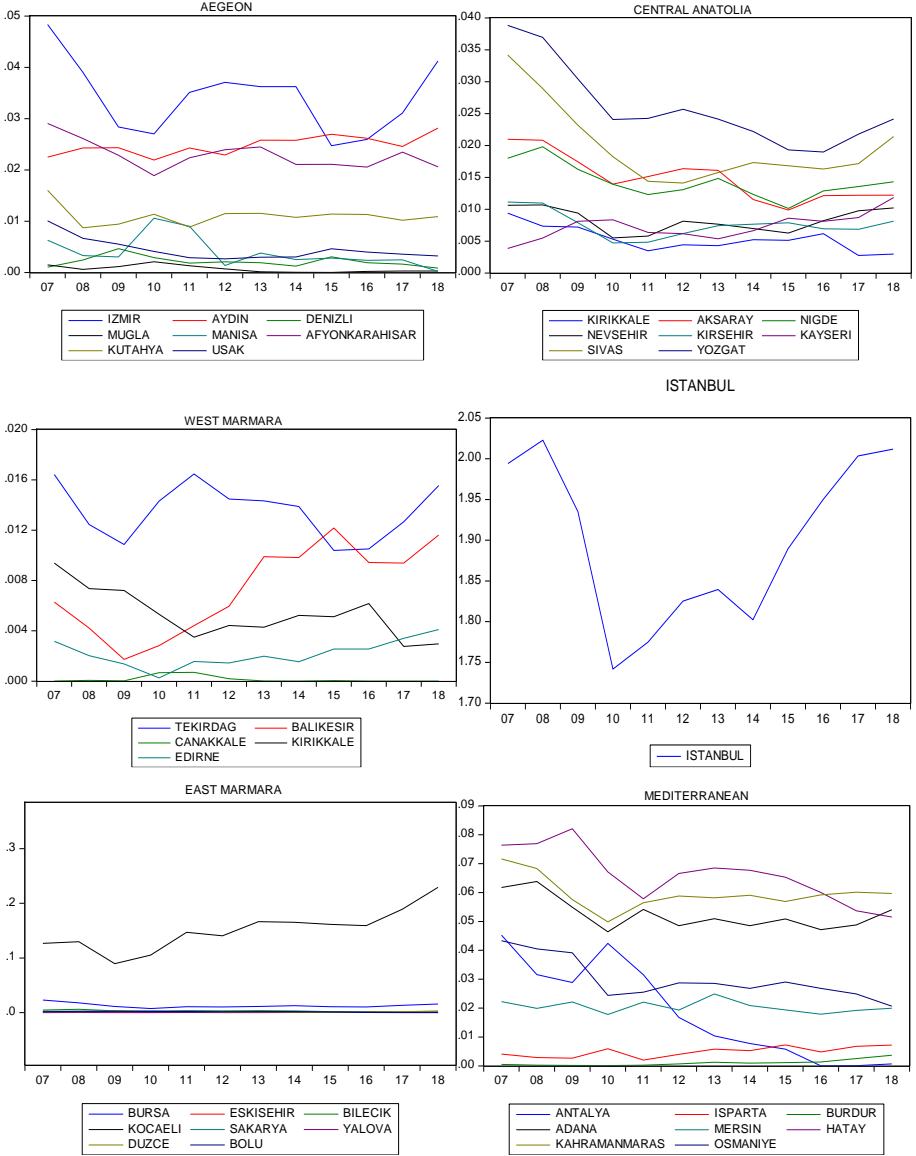 AEGEON
.05
.04
.03
.02
.01
.00
07 08 09 10 11 12 13 14 15 16 17 18
IZMIR AYDIN DENIZLI
MUGLA MANISA AFYONKARAHISAR
KUTAHYA USAK
CENTRAL ANATOLIA
.040
.035
.030
.025
.020
.015
.010
.005
.000
07 08 09 10 11 12 13 14 15 16 17 18
KIRIKKALE AKSARAY NIGDE
NEVSEHIR KIRSEHIR KAYSERI
SIVAS YOZGAT
WEST MARMARA
.020
.016
.012
.008
.004
.000
07 08 09 10 11 12 13 14 15 16 17 18
TEKIRDAG BALIKESIR
CANAKKALE KIRIKKALE
EDIRNE
ISTANBUL
2.05
2.00
1.95
1.90
1.85
1.80
1.75
1.70
07 08 09 10 11 12 13 14 15 16 17 18
ISTANBUL
EAST MARMARA
.3
.2
.1
.0
07 08 09 10 11 12 13 14 15 16 17 18
BURSA ESKISEHIR BILECIK
KOCAELI SAKARYA YALOVA
DUZCE BOLU
MEDITERRANEAN
.09
.08
.07
.06
.05
.04
.03
.02
.01
.00
07 08 09 10 11 12 13 14 15 16 17 18
ANTALYA ISPARTA BURDUR
ADANA MERSIN HATAY
KAHRAMANMARAS OSMANIYE